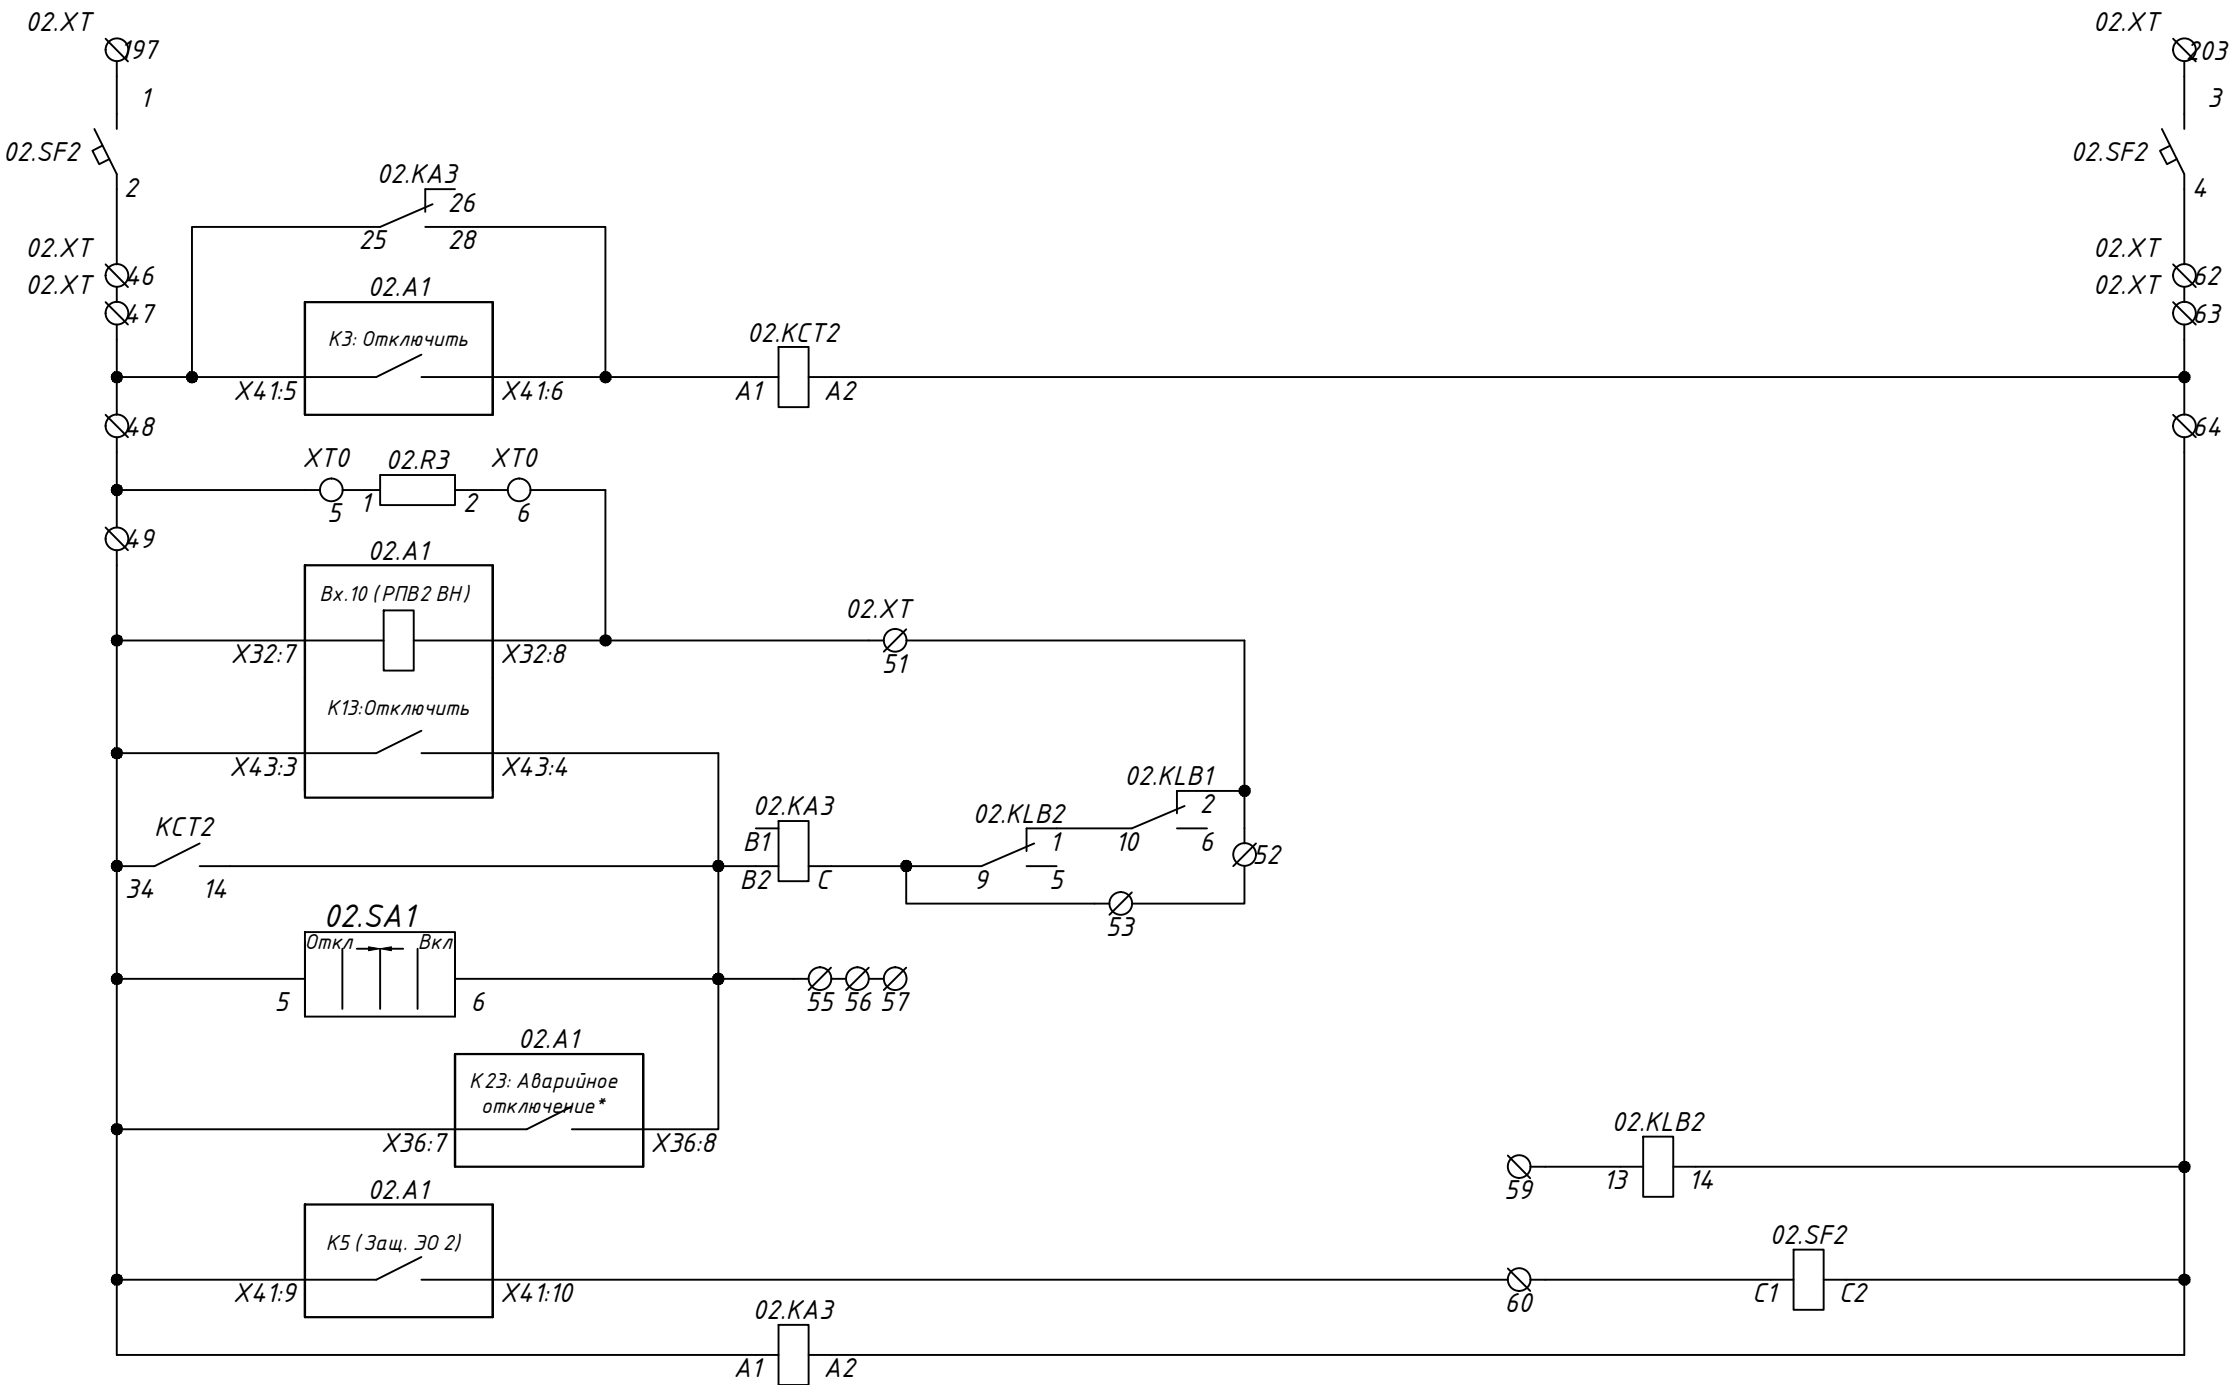 02.XT
197
02.XT
203
1
3
02.SF2
02.SF2
2
4
02.KA3
26
25
28
02.XT
46
02.XT
62
02.XT
47
02.XT
63
02.A1
К3: Отключить
X41:5
X41:6
02.KCT2
A1
A2
48
64
XT0
02.R3
XT0
5
1
2
6
49
02.A1
Вх.10 (РПВ2 ВН)
X32:7
X32:8
02.XT
51
К13:Отключить
X43:3
X43:4
02.KLB1
2
10
6
02.KA3
B1
B2
C
02.KLB2
1
9
5
KCT2
34
14
52
53
02.SA1
Откл
Вкл
5
6
55
56
57
02.A1
К23: Аварийное
отключение*
X36:7
X36:8
02.KLB2
59
13
14
02.A1
К5 (Защ. ЭО 2)
X41:9
X41:10
02.SF2
60
C1
C2
02.KA3
A1
A2